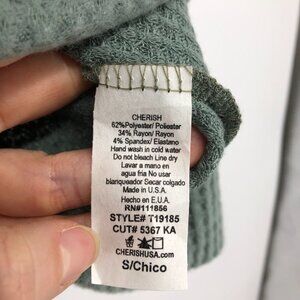 CHERISH
62%Polyester/ Poliester
34% Rayon/ Rayon
4% Spandex/ Elastano
Hand wash in cold water
Do not bleach Line dry
Lavar a mano en
agua fria No usar
blanqueador Secar colgado
Made in U.S.A.
Hecho en E.U.A.
RN#111856
STYLE# T19185
CUT# 5367 KA
CHERISHUSA.COM
S/Chico